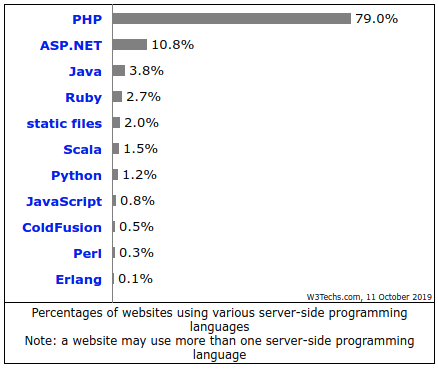 PHP 79.0%
ASP.NET 10.8%
Java 3.8%
Ruby 2.7%
static files 2.0%
Scala 1.5%
Python 1.2%
JavaScript 0.8%
ColdFusion 0.5%
Perl 0.3%
Erlang 0.1%
W3Techs.com, 11 October 2019
Percentages of websites using various server-side programming
languages
Note: a website may use more than one server-side programming
language